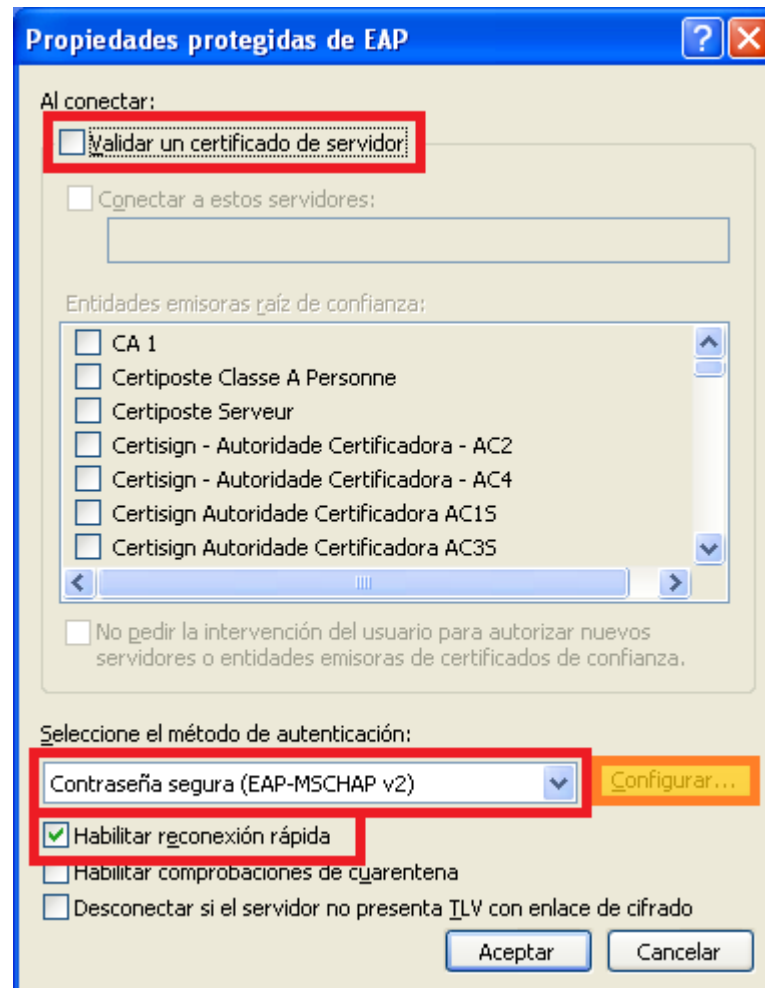 Propiedades protegidas de EAP
Al conectar:
Validar un certificado de servidor
Conectar a estos servidores:
Entidades emisoras raíz de confianza:
CA 1
Certiposte Classe A Personne
Certiposte Serveur
Certisign - Autoridade Certificadora - AC2
Certisign - Autoridade Certificadora - AC4
Certisign Autoridade Certificadora AC1S
Certisign Autoridade Certificadora AC3S
No pedir la intervención del usuario para autorizar nuevos
servidores o entidades emisoras de certificados de confianza.
Seleccione el método de autenticación:
Contraseña segura (EAP-MSCHAP v2)
Configurar...
Habilitar reconexión rápida
Habilitar comprobaciones de cuarentena
Desconectar si el servidor no presenta TLV con enlace de cifrado
Aceptar
Cancelar